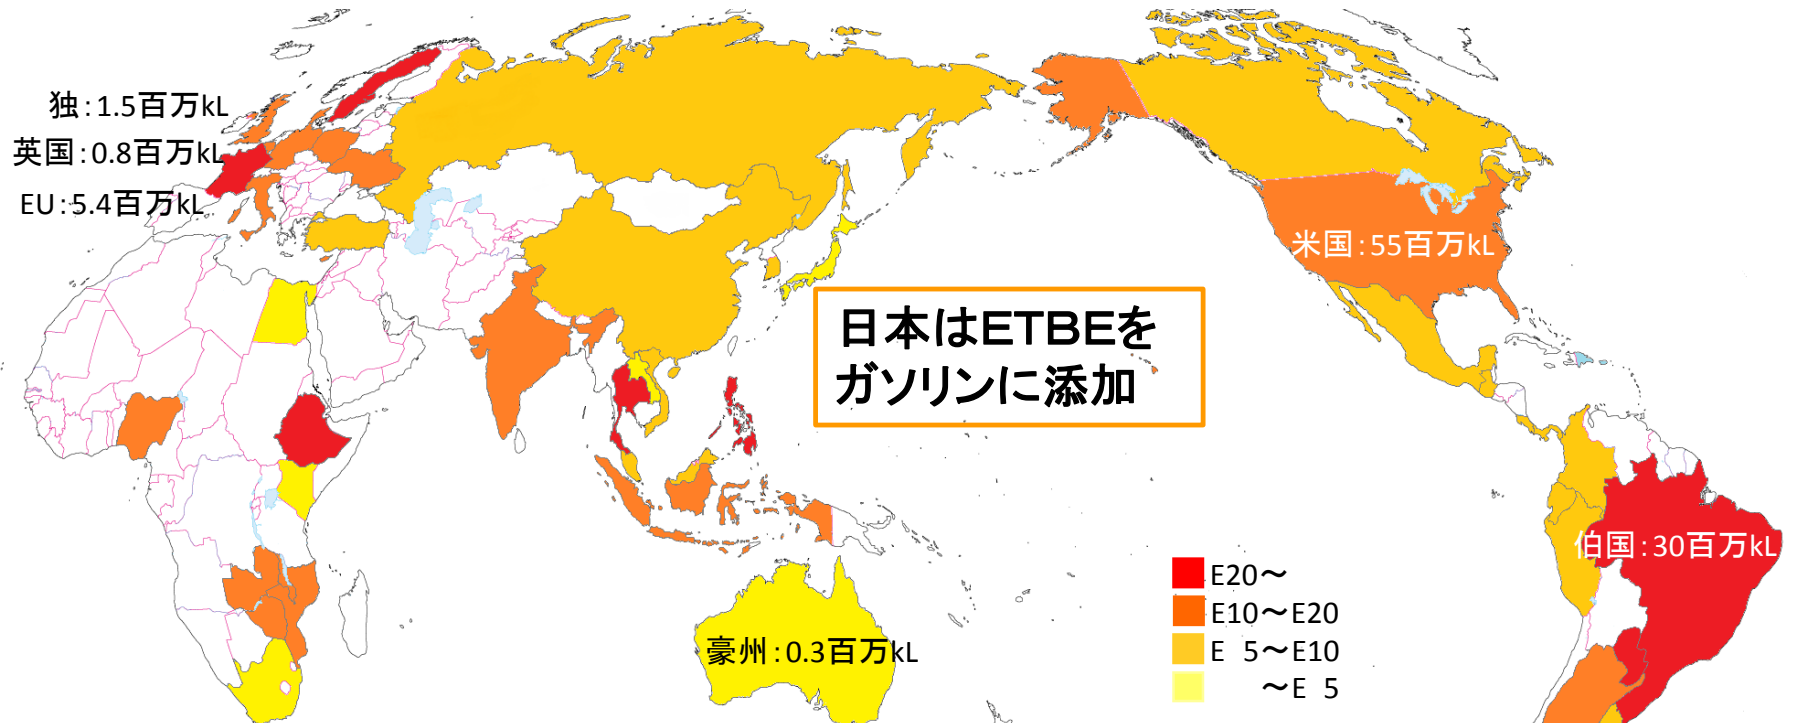 独：1.5百万kL
英国：0.8百万kL
EU：5.4百万kL
米国：55百万kL
日本はETBEを
ガソリンに添加
伯国：30百万kL
豪州：0.3百万kL
E20～
E10～E20
E 5～E10
～E 5